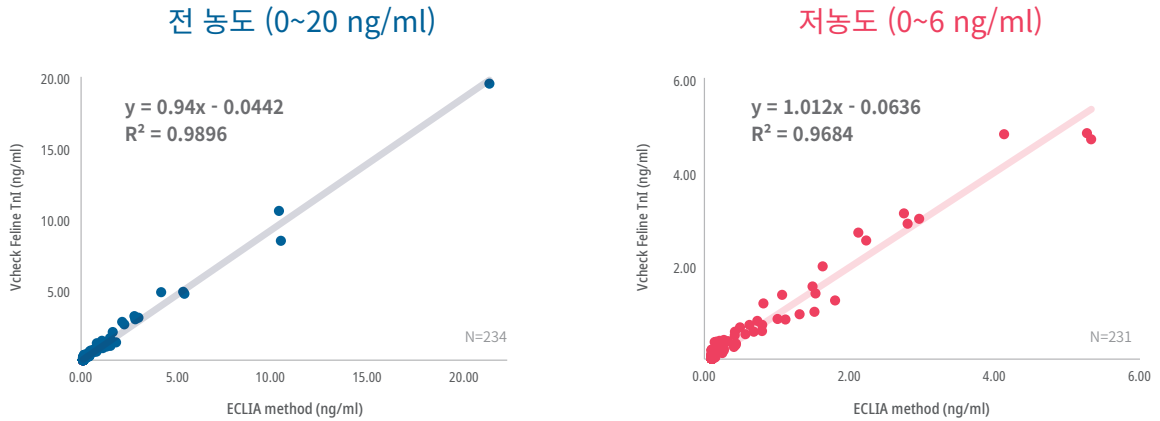 전 농도 (0~20 ng/ml)
20.00
15.00
10.00
5.00
Vcheck Feline TnI (ng/ml)
y = 0.94x - 0.0442
R² = 0.9896
N=234
0.00 5.00 10.00 15.00 20.00
ECLIA method (ng/ml)
저농도 (0~6 ng/ml)
6.00
4.00
2.00
Vcheck Feline TnI (ng/ml)
y = 1.012x - 0.0636
R² = 0.9684
N=231
0.00 2.00 4.00 6.00
ECLIA method (ng/ml)